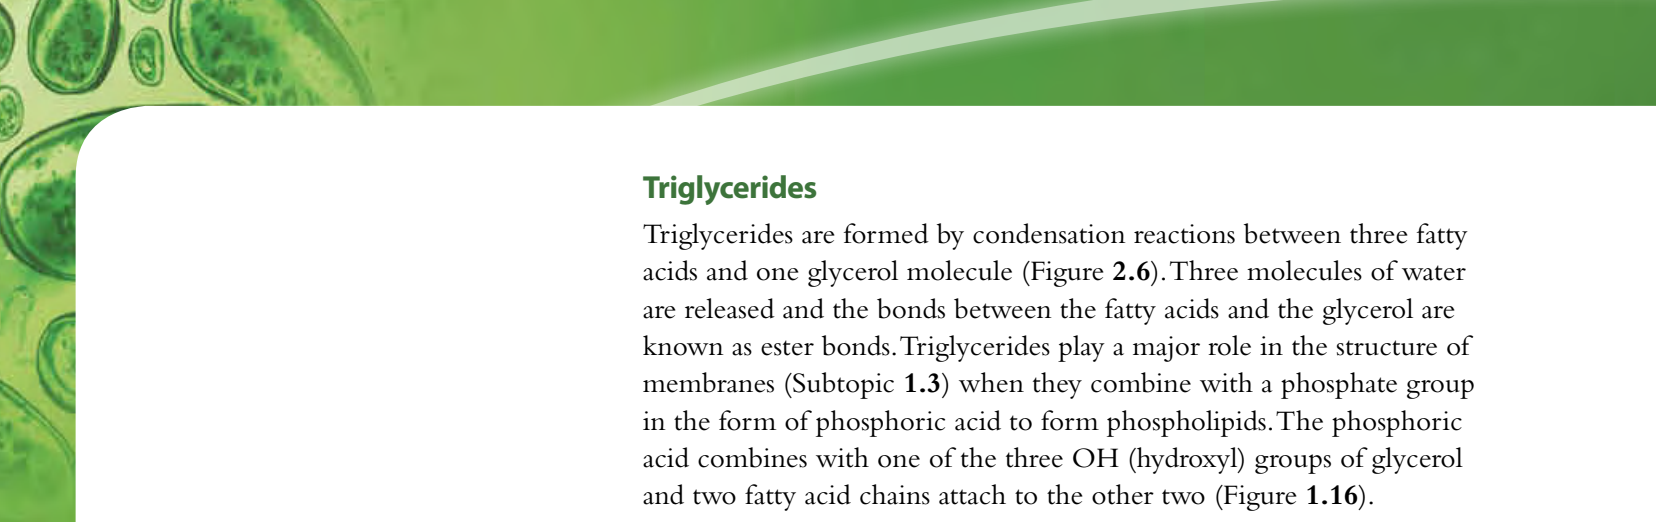 Triglycerides
Triglycerides are formed by condensation reactions between three fatty
acids and one glycerol molecule (Figure 2.6). Three molecules of water
are released and the bonds between the fatty acids and the glycerol are
known as ester bonds. Triglycerides play a major role in the structure of
membranes (Subtopic 1.3) when they combine with a phosphate group
in the form of phosphoric acid to form phospholipids. The phosphoric
acid combines with one of the three OH (hydroxyl) groups of glycerol
and two fatty acid chains attach to the other two (Figure 1.16).